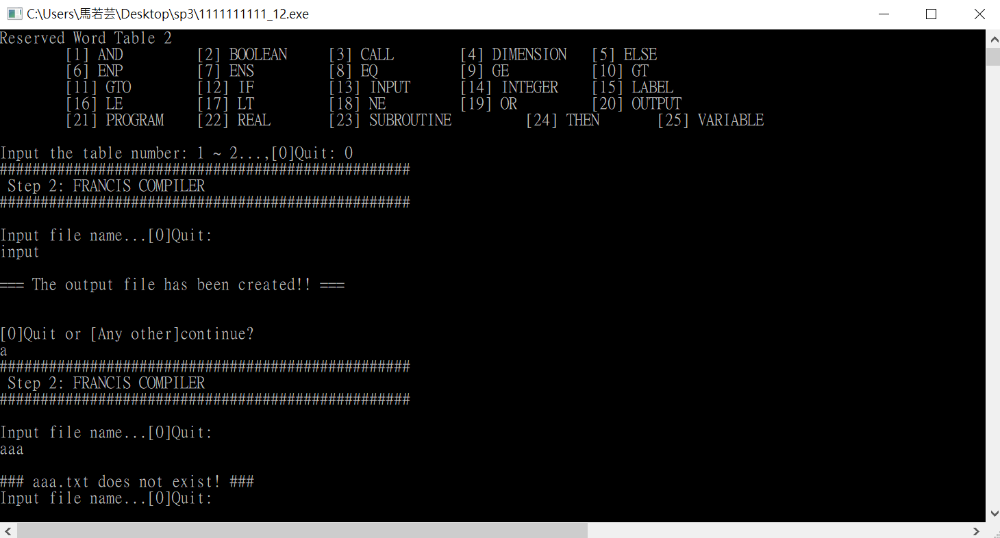 C:\Users\馬若芸\Desktop\sp3\1111111111_12.exe
Reserved Word Table 2
[1] AND [2] BOOLEAN [3] CALL [4] DIMENSION [5] ELSE
[6] ENP [7] ENS [8] EQ [9] GE [10] GT
[11] GTO [12] IF [13] INPUT [14] INTEGER [15] LABEL
[16] LE [17] LT [18] NE [19] OR [20] OUTPUT
[21] PROGRAM [22] REAL [23] SUBROUTINE [24] THEN [25] VARIABLE
Input the table number: 1 ~ 2...,[0]Quit: 0
##################################################
Step 2: FRANCIS COMPILER
##################################################
Input file name...[0]Quit:
input
=== The output file has been created!! ===
[0]Quit or [Any other]continue?
a
##################################################
Step 2: FRANCIS COMPILER
##################################################
Input file name...[0]Quit:
aaa
### aaa.txt does not exist! ###
Input file name...[0]Quit: